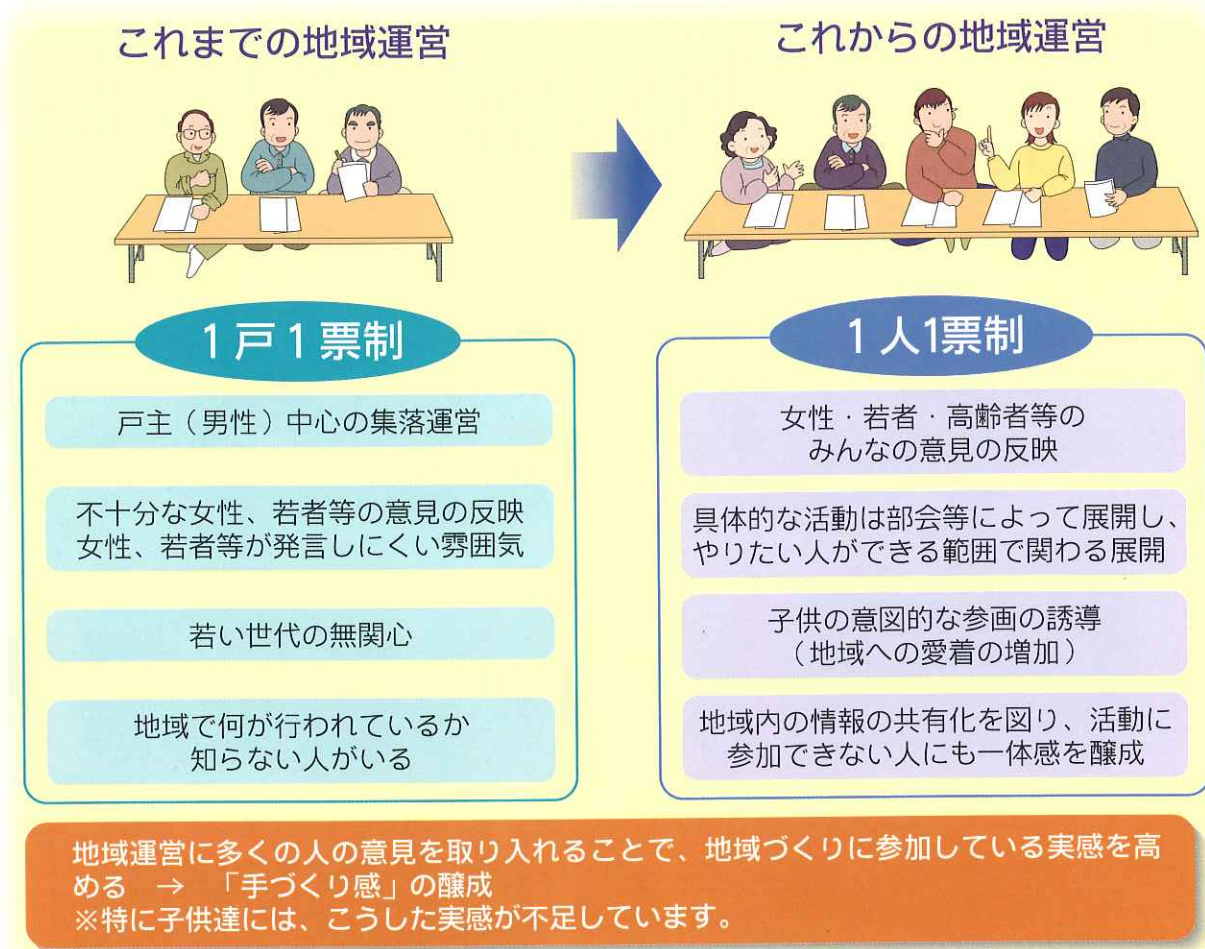 これまでの地域運営
これからの地域運営
1戸1票制
戸主(男性)中心の集落運営
不十分な女性、若者等の意見の反映
女性、若者等が発言しにくい雰囲気
若い世代の無関心
地域で何が行われているか
知らない人がいる
1人1票制
女性・若者・高齢者等の
みんなの意見の反映
具体的な活動は部会等によって展開し、
やりたい人ができる範囲で関わる展開
子供の意図的な参画の誘導
(地域への愛着の増加)
地域内の情報の共有化を図り、活動に
参加できない人にも一体感を醸成
地域運営に多くの人の意見を取り入れることで、地域づくりに参加している実感を高
める → 「手づくり感」の醸成
※特に子供達には、こうした実感が不足しています。